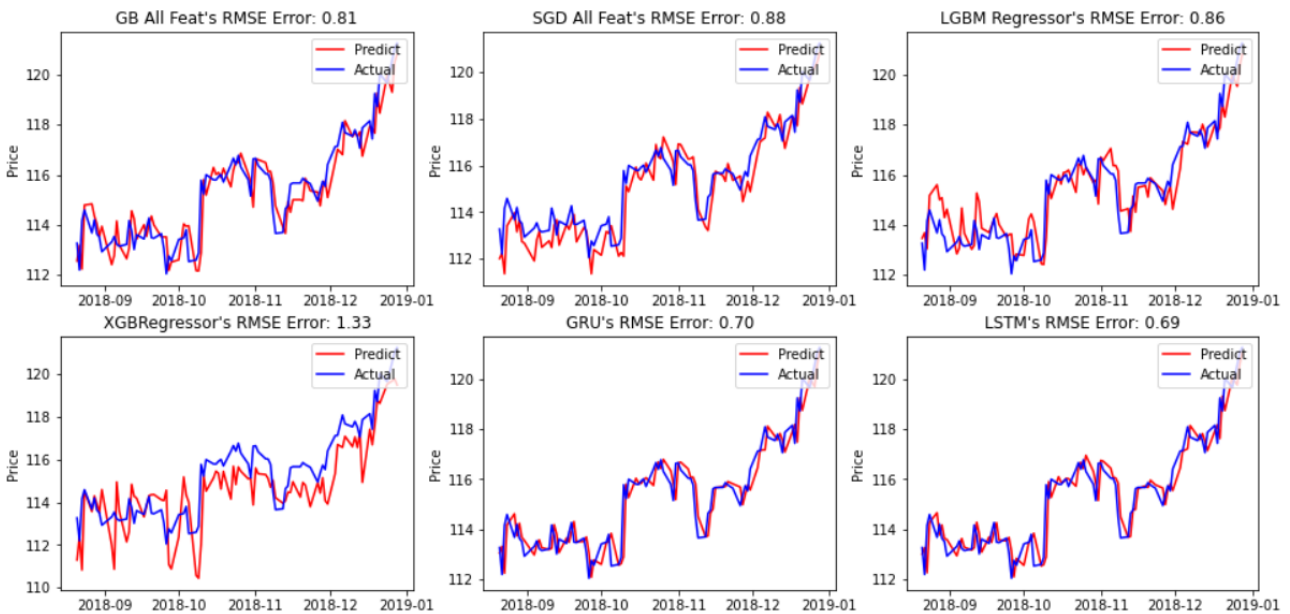 GB All Feat's RMSE Error: 0.81
Predict
Actual
120
118
116
114
112
Price
2018-09 2018-10 2018-11 2018-12 2019-01
SGD All Feat's RMSE Error: 0.88
Predict
Actual
120
118
116
114
112
Price
2018-09 2018-10 2018-11 2018-12 2019-01
LGBM Regressor's RMSE Error: 0.86
Predict
Actual
120
118
116
114
112
Price
2018-09 2018-10 2018-11 2018-12 2019-01
XGBRegressor's RMSE Error: 1.33
Predict
Actual
120
118
116
114
112
110
Price
2018-09 2018-10 2018-11 2018-12 2019-01
GRU's RMSE Error: 0.70
Predict
Actual
120
118
116
114
112
Price
2018-09 2018-10 2018-11 2018-12 2019-01
LSTM's RMSE Error: 0.69
Predict
Actual
120
118
116
114
112
Price
2018-09 2018-10 2018-11 2018-12 2019-01